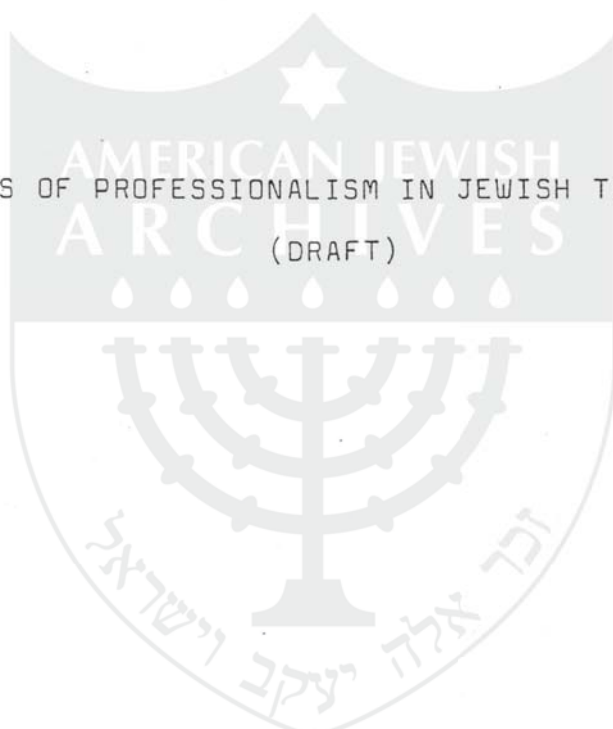 AMERICAN JEWISH
S OF PROFESSIONALISM IN JEWISH T
ARCHIVES
(DRAFT)
זכר אלה יעקב וישראל